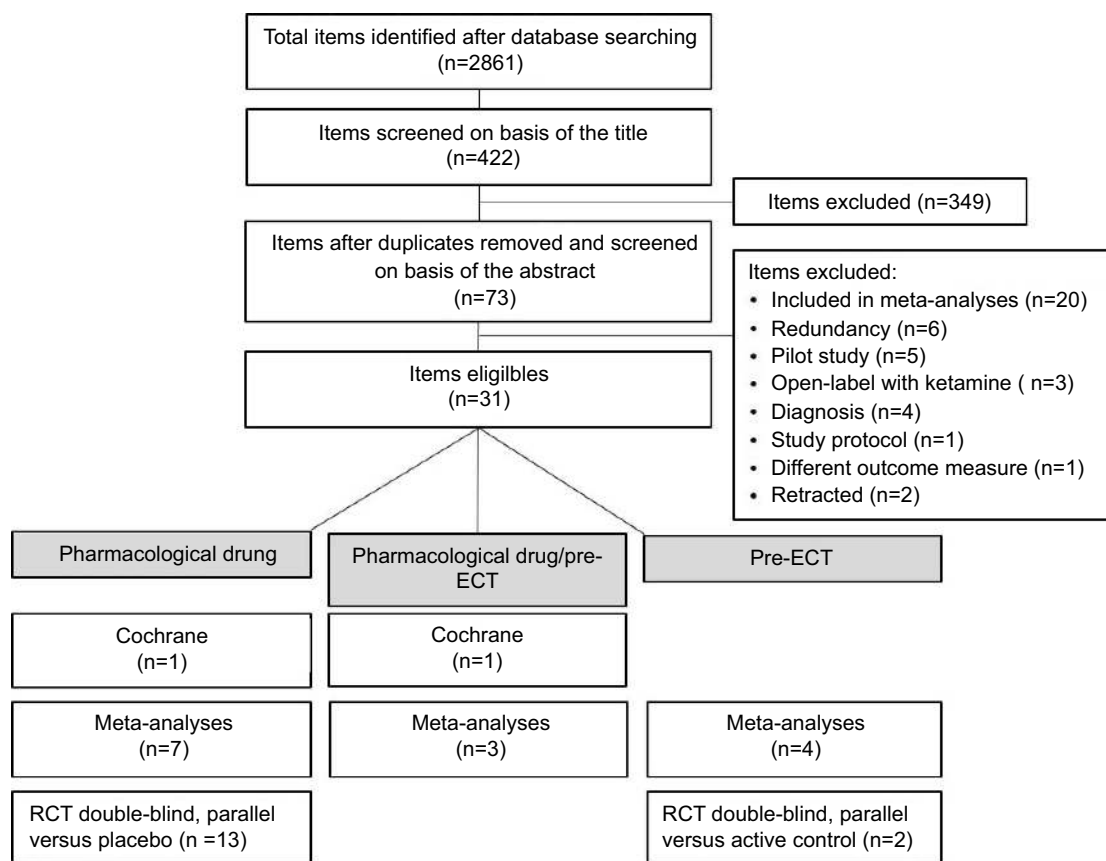 Total items identified after database searching
(n=2861)
Items screened on basis of the title
(n=422)
Items excluded (n=349)
Items after duplicates removed and screened
on basis of the abstract
(n=73)
Items excluded:
• Included in meta-analyses (n=20)
• Redundancy (n=6)
• Pilot study (n=5)
• Open-label with ketamine ( n=3)
• Diagnosis (n=4)
• Study protocol (n=1)
• Different outcome measure (n=1)
• Retracted (n=2)
Items eligilbles
(n=31)
Pharmacological drung
Pharmacological drug/pre-
ECT
Pre-ECT
Cochrane
(n=1)
Cochrane
(n=1)
Meta-analyses
(n=7)
Meta-analyses
(n=3)
Meta-analyses
(n=4)
RCT double-blind, parallel
versus placebo (n =13)
RCT double-blind, parallel
versus active control (n=2)